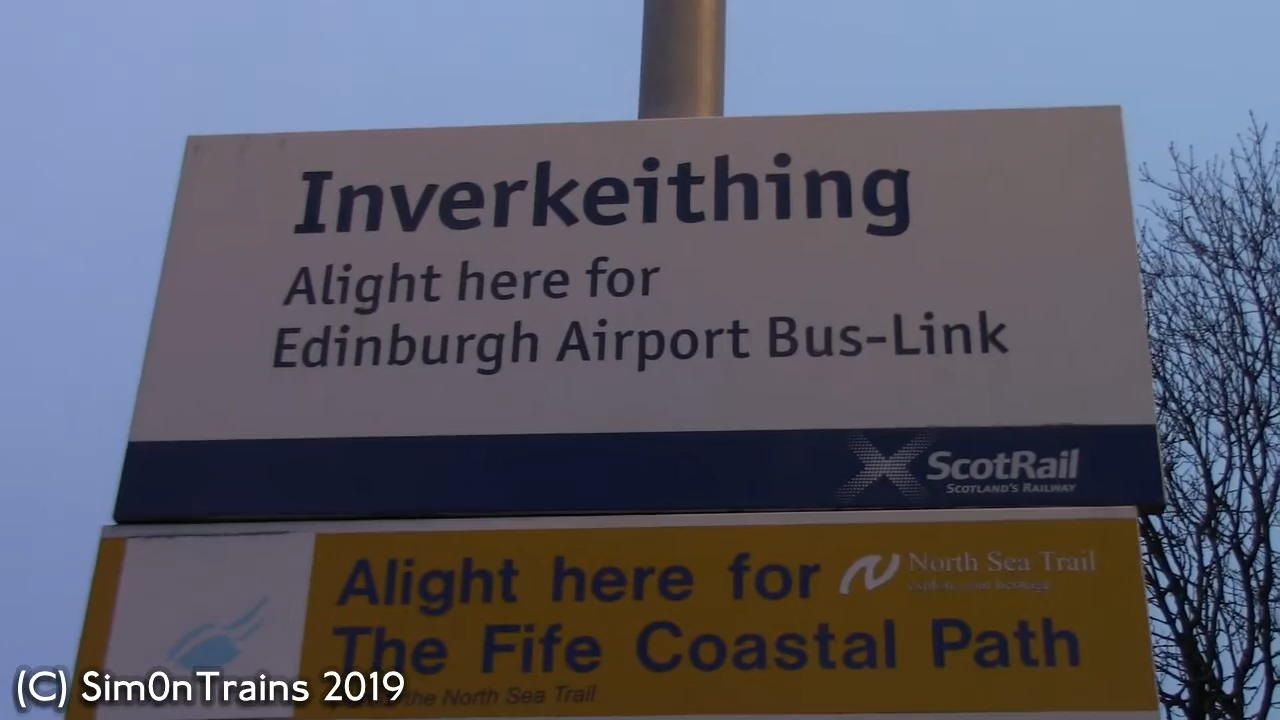 Inverkeithing
Alight here for
Edinburgh Airport Bus-Link
ScotRail
SCOTLAND'S RAILWAY
Alight here for
North Sea Trail
The Fife Coastal Path
the North Sea Trail
(C) Sim0nTrains 2019